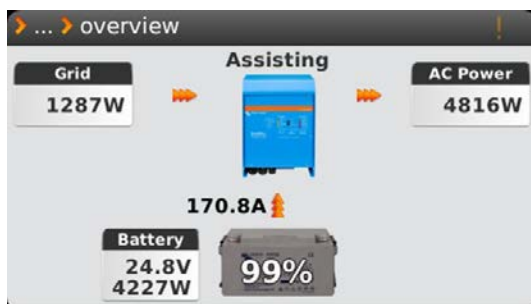 ... overview
Assisting
Grid
1287W
AC Power
4816W
170.8A
Battery
24.8V
4227W
99%